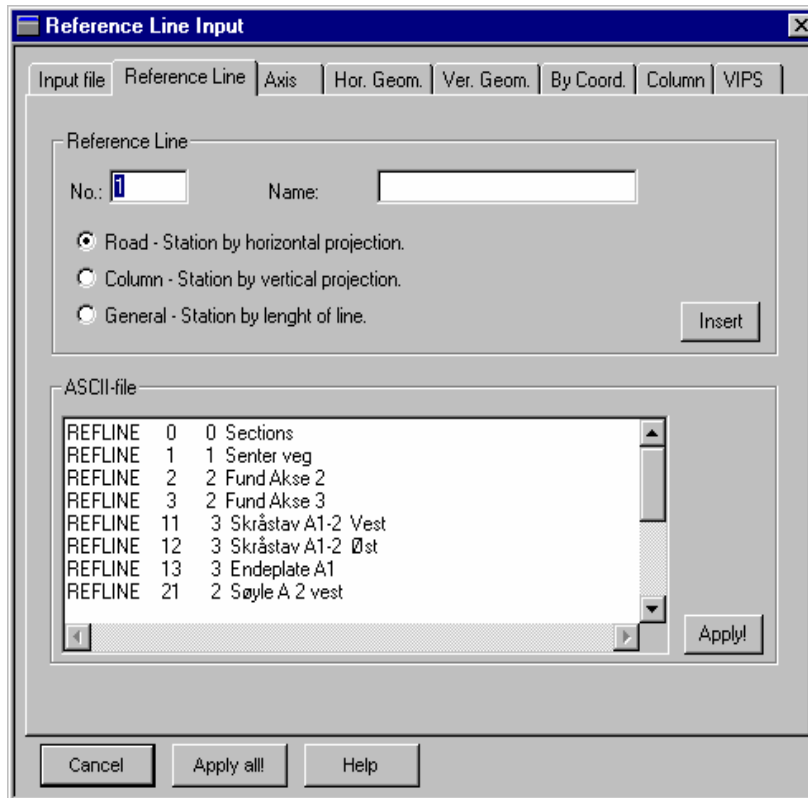 Reference Line Input
Input file Reference Line Axis Hor. Geom. Ver. Geom. By Coord. Column VIPS
Reference Line
No.: 1 Name:
Road - Station by horizontal projection.
Column - Station by vertical projection.
General - Station by lenght of line.
Insert
ASCII-file
REFLINE 0 0 Sections
REFLINE 1 1 Senter veg
REFLINE 2 2 Fund Akse 2
REFLINE 3 2 Fund Akse 3
REFLINE 11 3 Skråstav A1-2 Vest
REFLINE 12 3 Skråstav A1-2 Øst
REFLINE 13 3 Endeplate A1
REFLINE 21 2 Søyle A 2 vest
Apply!
Cancel Apply all! Help